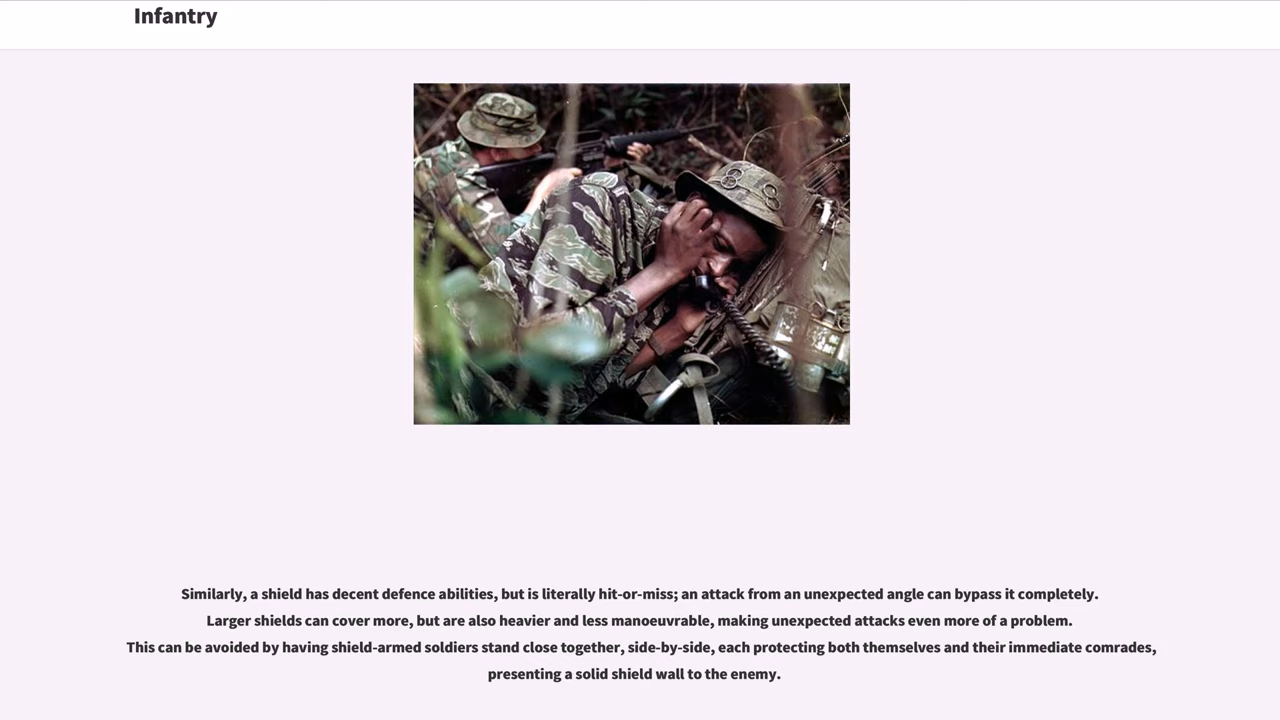 Infantry
Similarly, a shield has decent defence abilities, but is literally hit-or-miss; an attack from an unexpected angle can bypass it completely.
Larger shields can cover more, but are also heavier and less manoeuvrable, making unexpected attacks even more of a problem.
This can be avoided by having shield-armed soldiers stand close together, side-by-side, each protecting both themselves and their immediate comrades,
presenting a solid shield wall to the enemy.